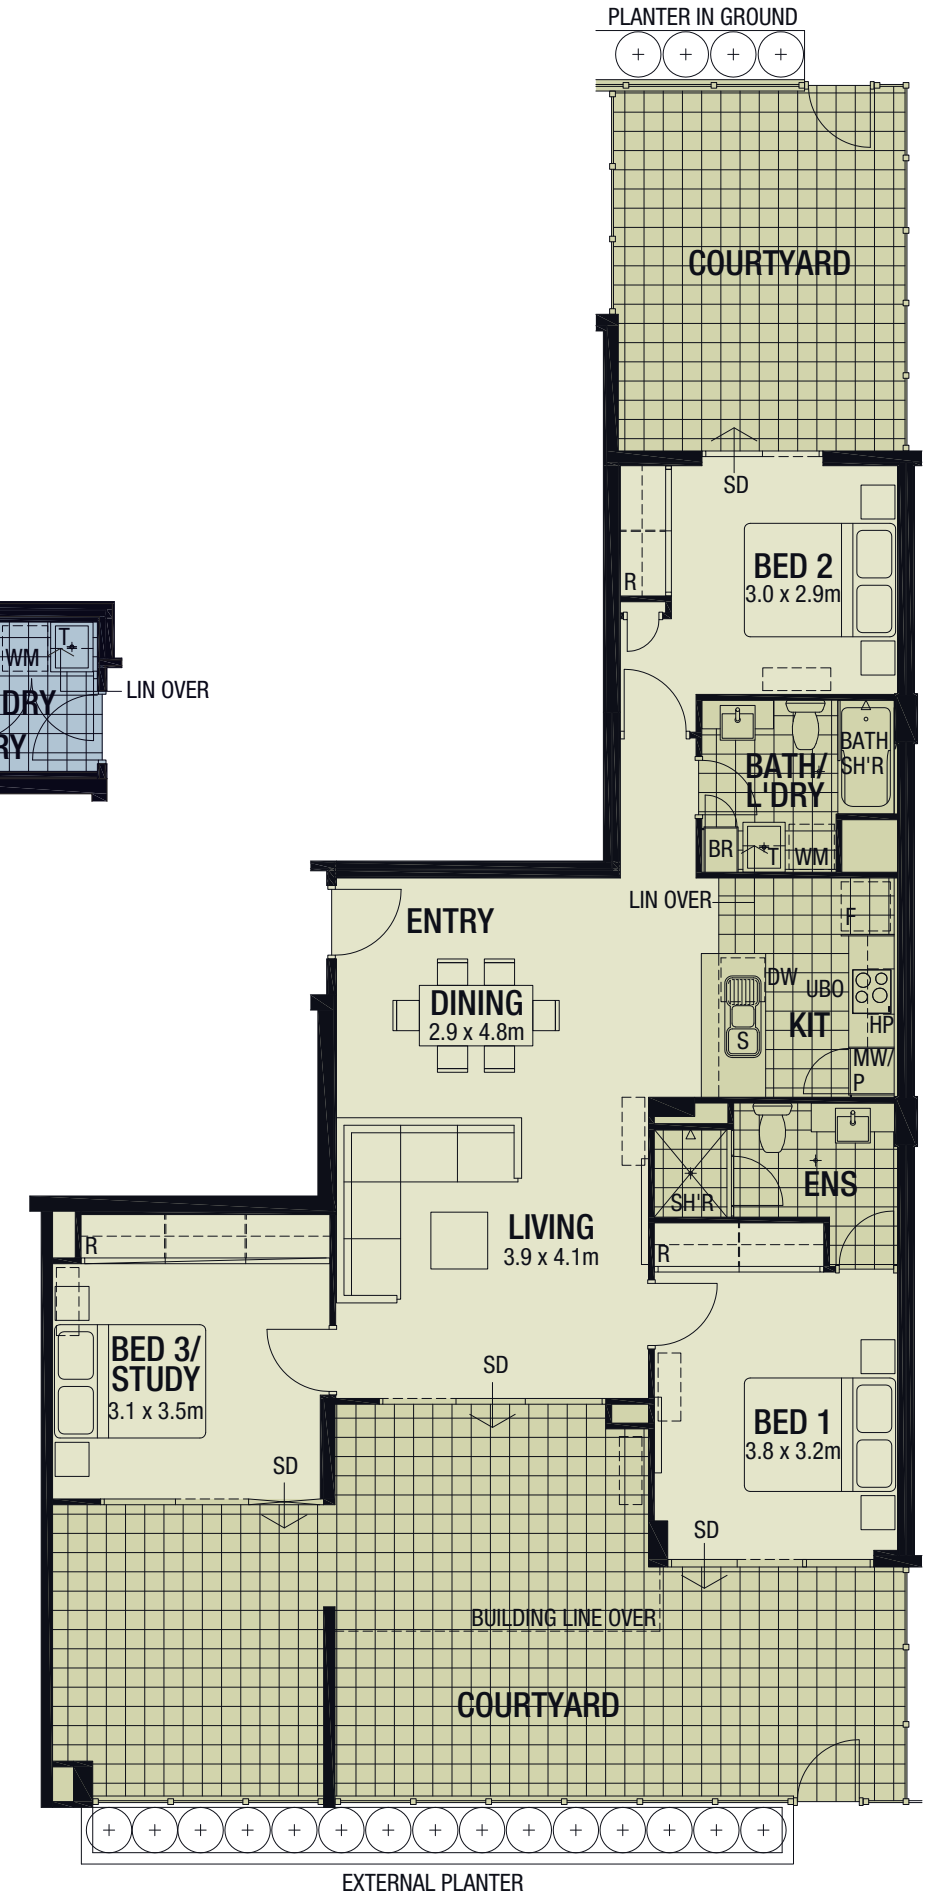 PLANTER IN GROUND
COURTYARD
SD
BED 2
3.0 x 2.9m
R
WM
T
LIN OVER
DRY
RY
BATH
SH'R
BATH/
L'DRY
BR
T
WM
LIN OVER
F
ENTRY
DW
UBO
DINING
2.9 x 4.8m
KIT
HP
S
MW/
P
ENS
SH'R
LIVING
3.9 x 4.1m
R
R
BED 3/
STUDY
3.1 x 3.5m
SD
BED 1
3.8 x 3.2m
SD
SD
BUILDING LINE OVER
COURTYARD
EXTERNAL PLANTER